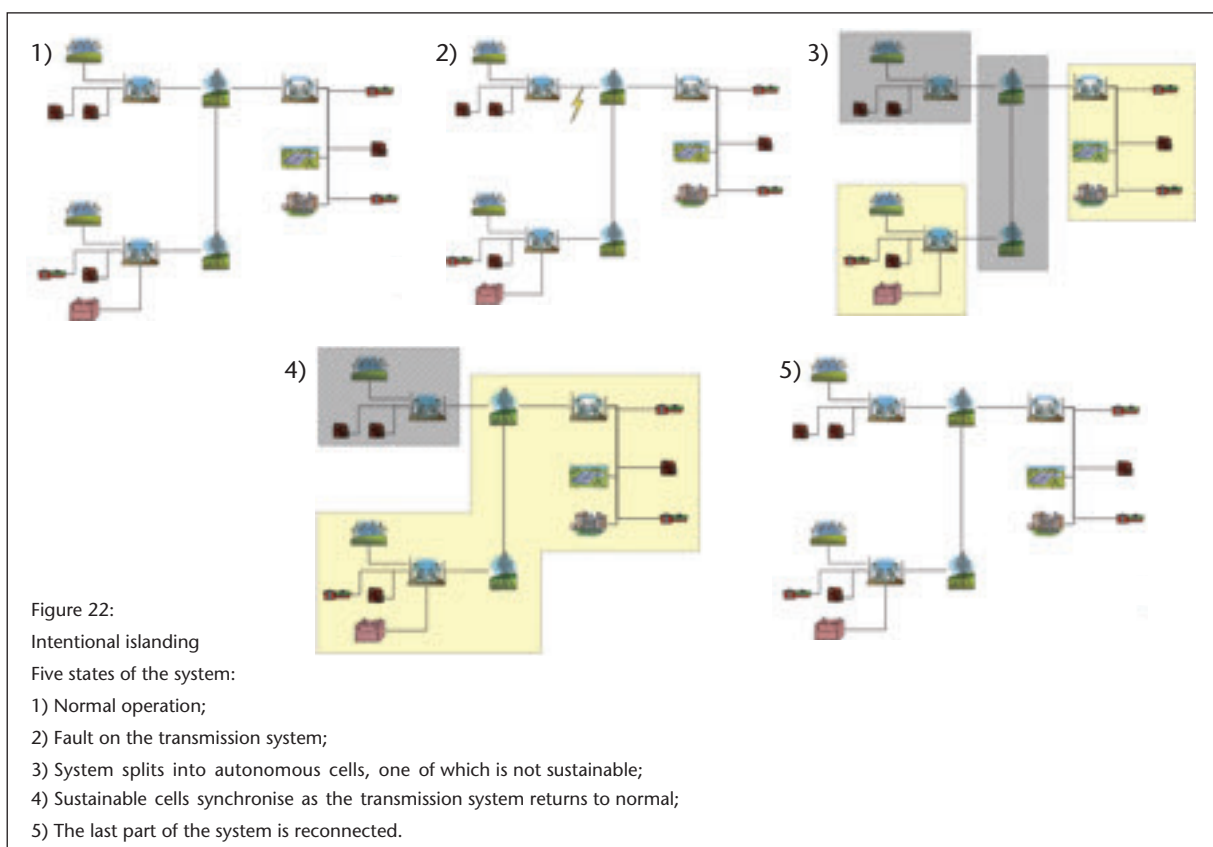 1)
2)
3)
4)
5)
Figure 22:
Intentional islanding
Five states of the system:
1) Normal operation;
2) Fault on the transmission system;
3) System splits into autonomous cells, one of which is not sustainable;
4) Sustainable cells synchronise as the transmission system returns to normal;
5) The last part of the system is reconnected.